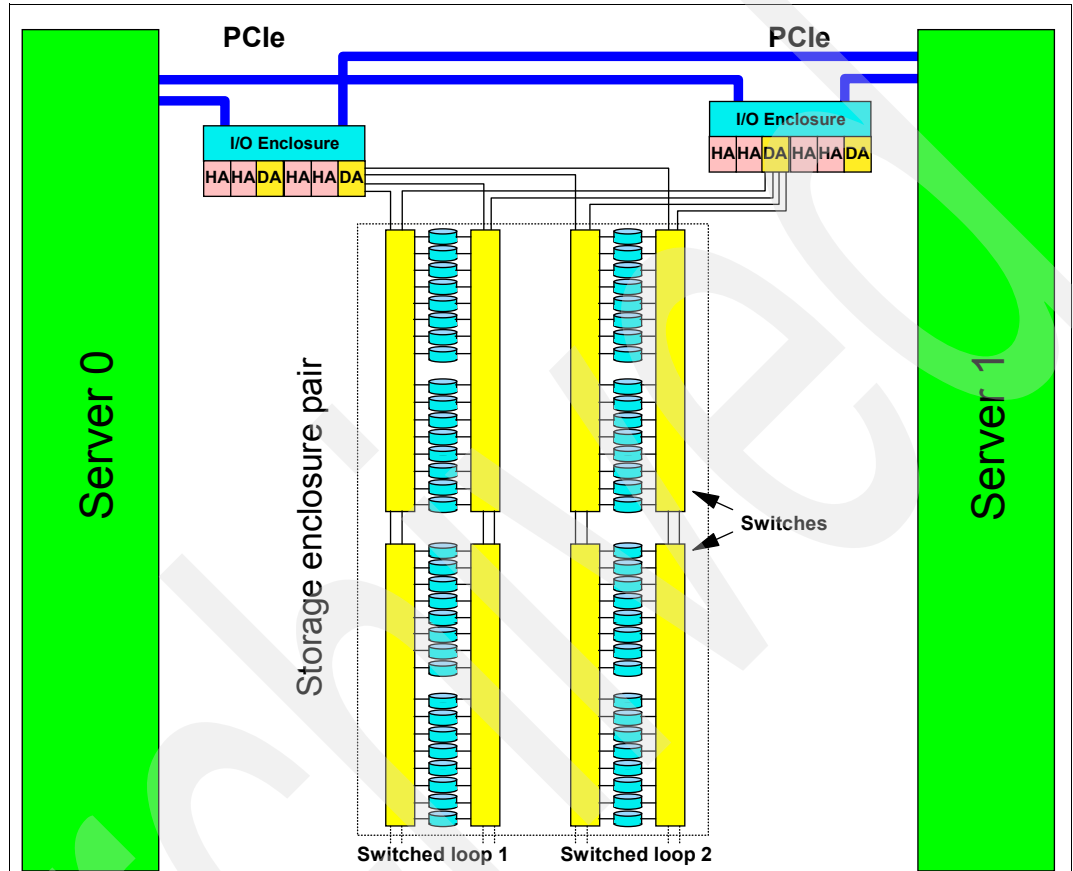 PCIe
PCIe
I/O Enclosure
HA HA DA HA HA DA
I/O Enclosure
HA HA DA HA HA DA
Server 0
Storage enclosure pair
Server 1
Switches
Switched loop 1
Switched loop 2